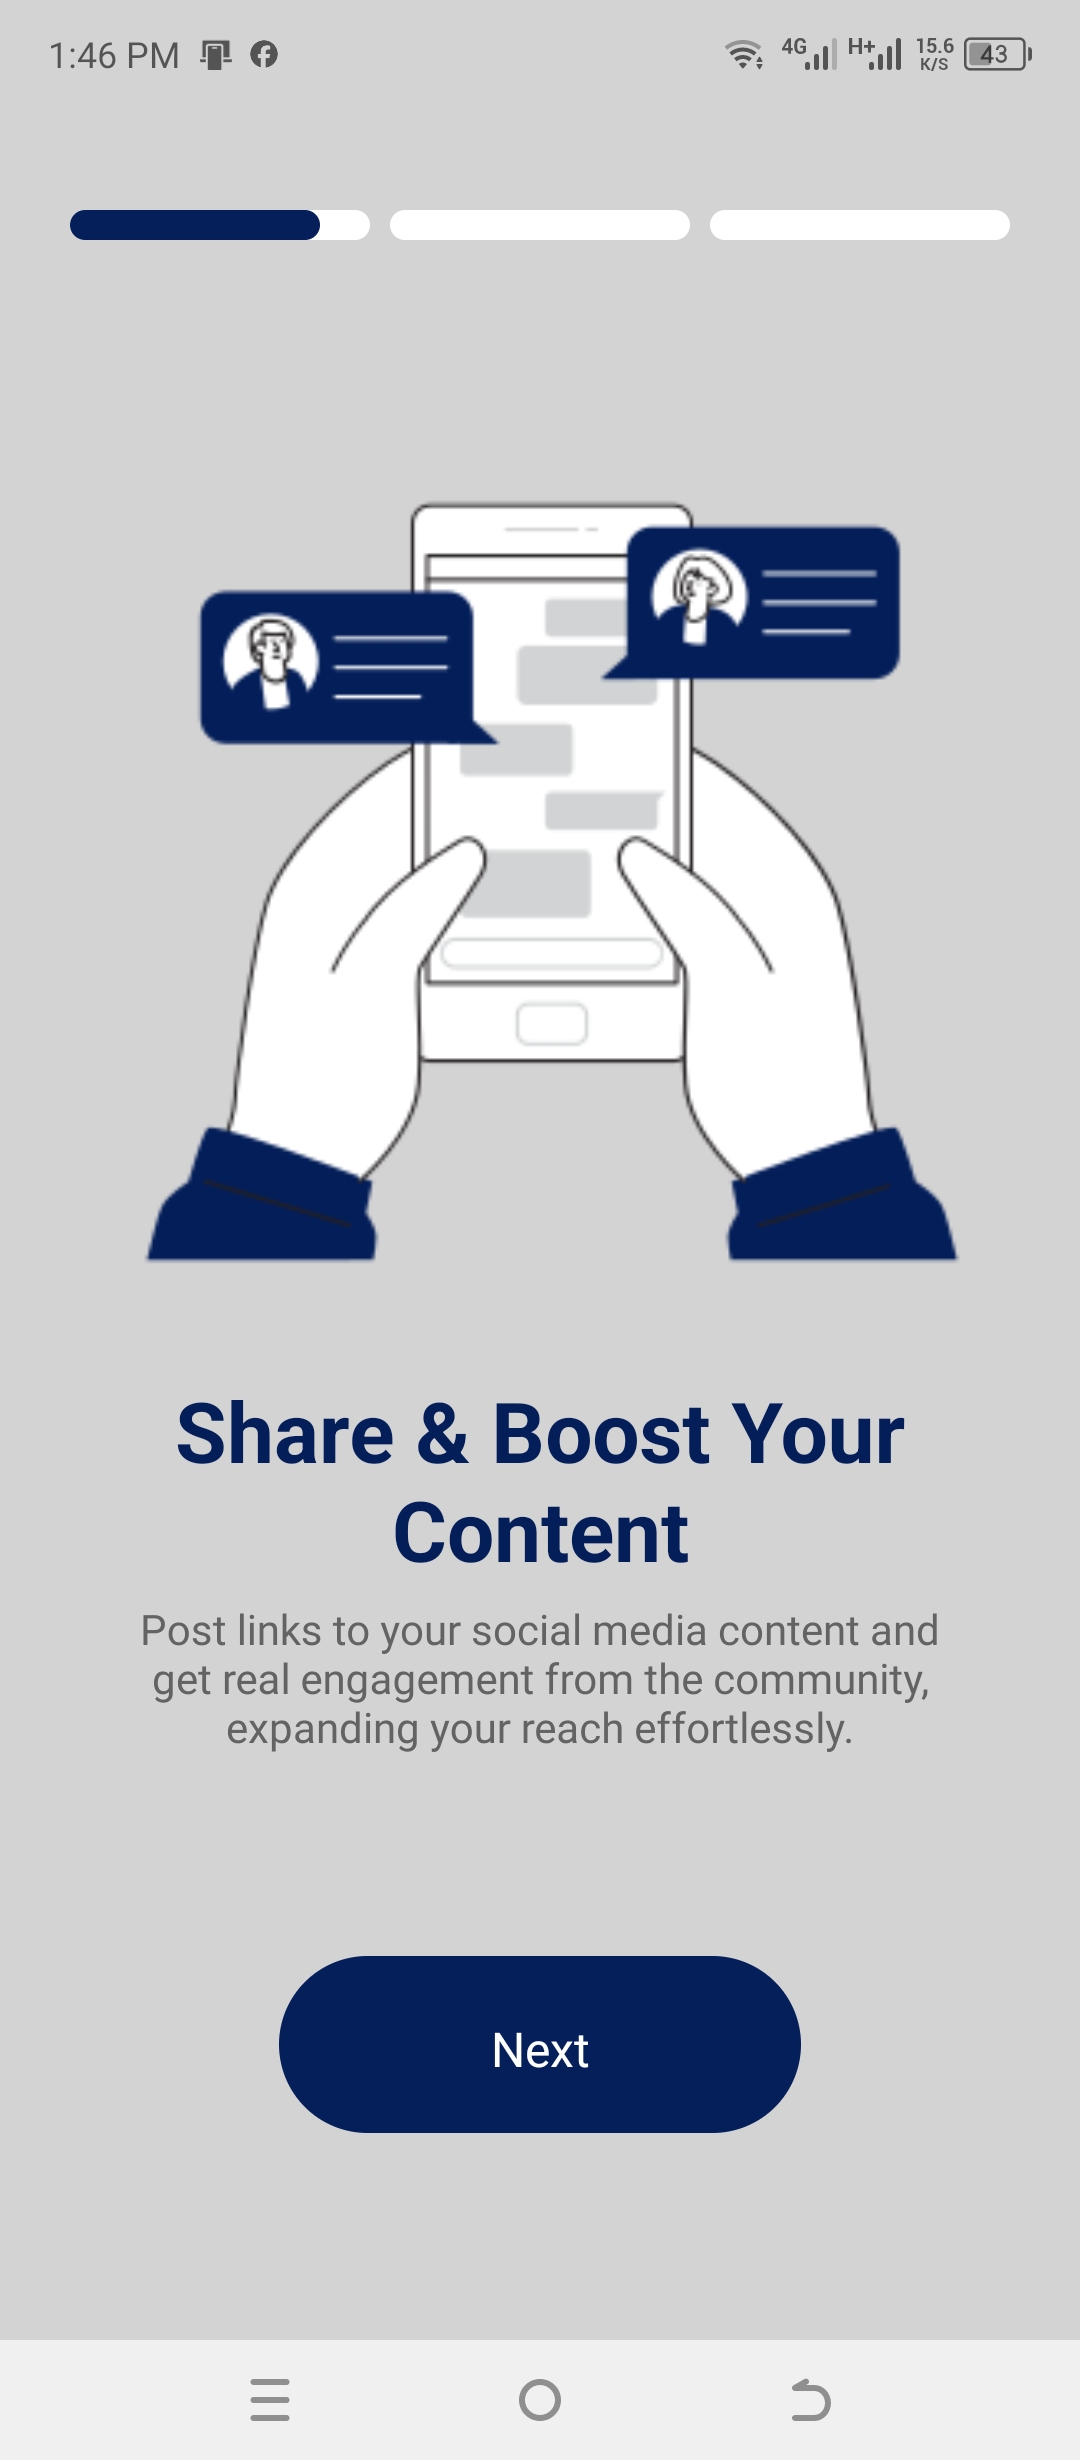 1:46 PM 4G H+ 15.6 K/S 43
Share & Boost Your
Content
Post links to your social media content and
get real engagement from the community,
expanding your reach effortlessly.
Next